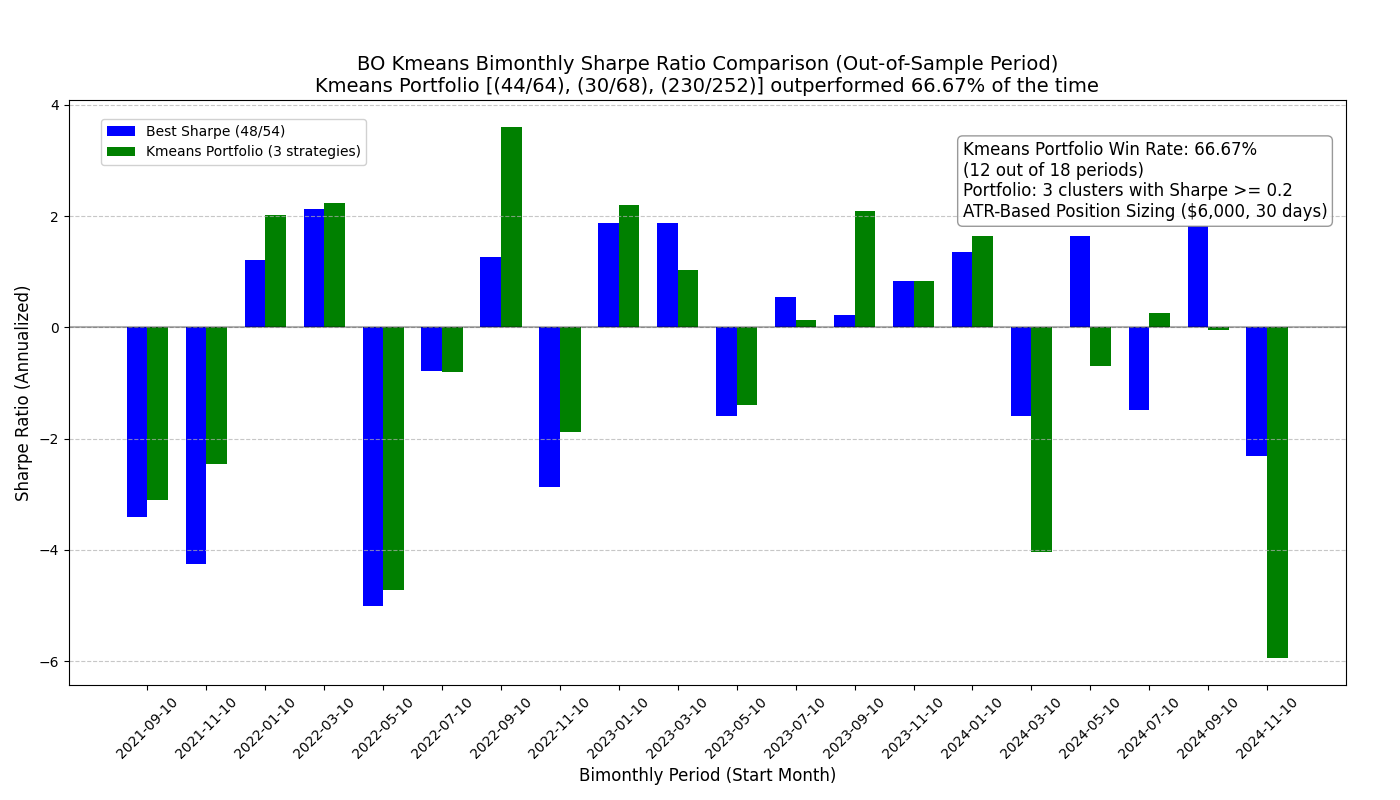 BO Kmeans Bimonthly Sharpe Ratio Comparison (Out-of-Sample Period)
Kmeans Portfolio [(44/64), (30/68), (230/252)] outperformed 66.67% of the time
Best Sharpe (48/54)
Kmeans Portfolio (3 strategies)
Kmeans Portfolio Win Rate: 66.67%
(12 out of 18 periods)
Portfolio: 3 clusters with Sharpe >= 0.2
ATR-Based Position Sizing ($6,000, 30 days)
Sharpe Ratio (Annualized)
4
2
0
−2
−4
−6
2021-09-10
2021-11-10
2022-01-10
2022-03-10
2022-05-10
2022-07-10
2022-09-10
2022-11-10
2023-01-10
2023-03-10
2023-05-10
2023-07-10
2023-09-10
2023-11-10
2024-01-10
2024-03-10
2024-05-10
2024-07-10
2024-09-10
2024-11-10
Bimonthly Period (Start Month)